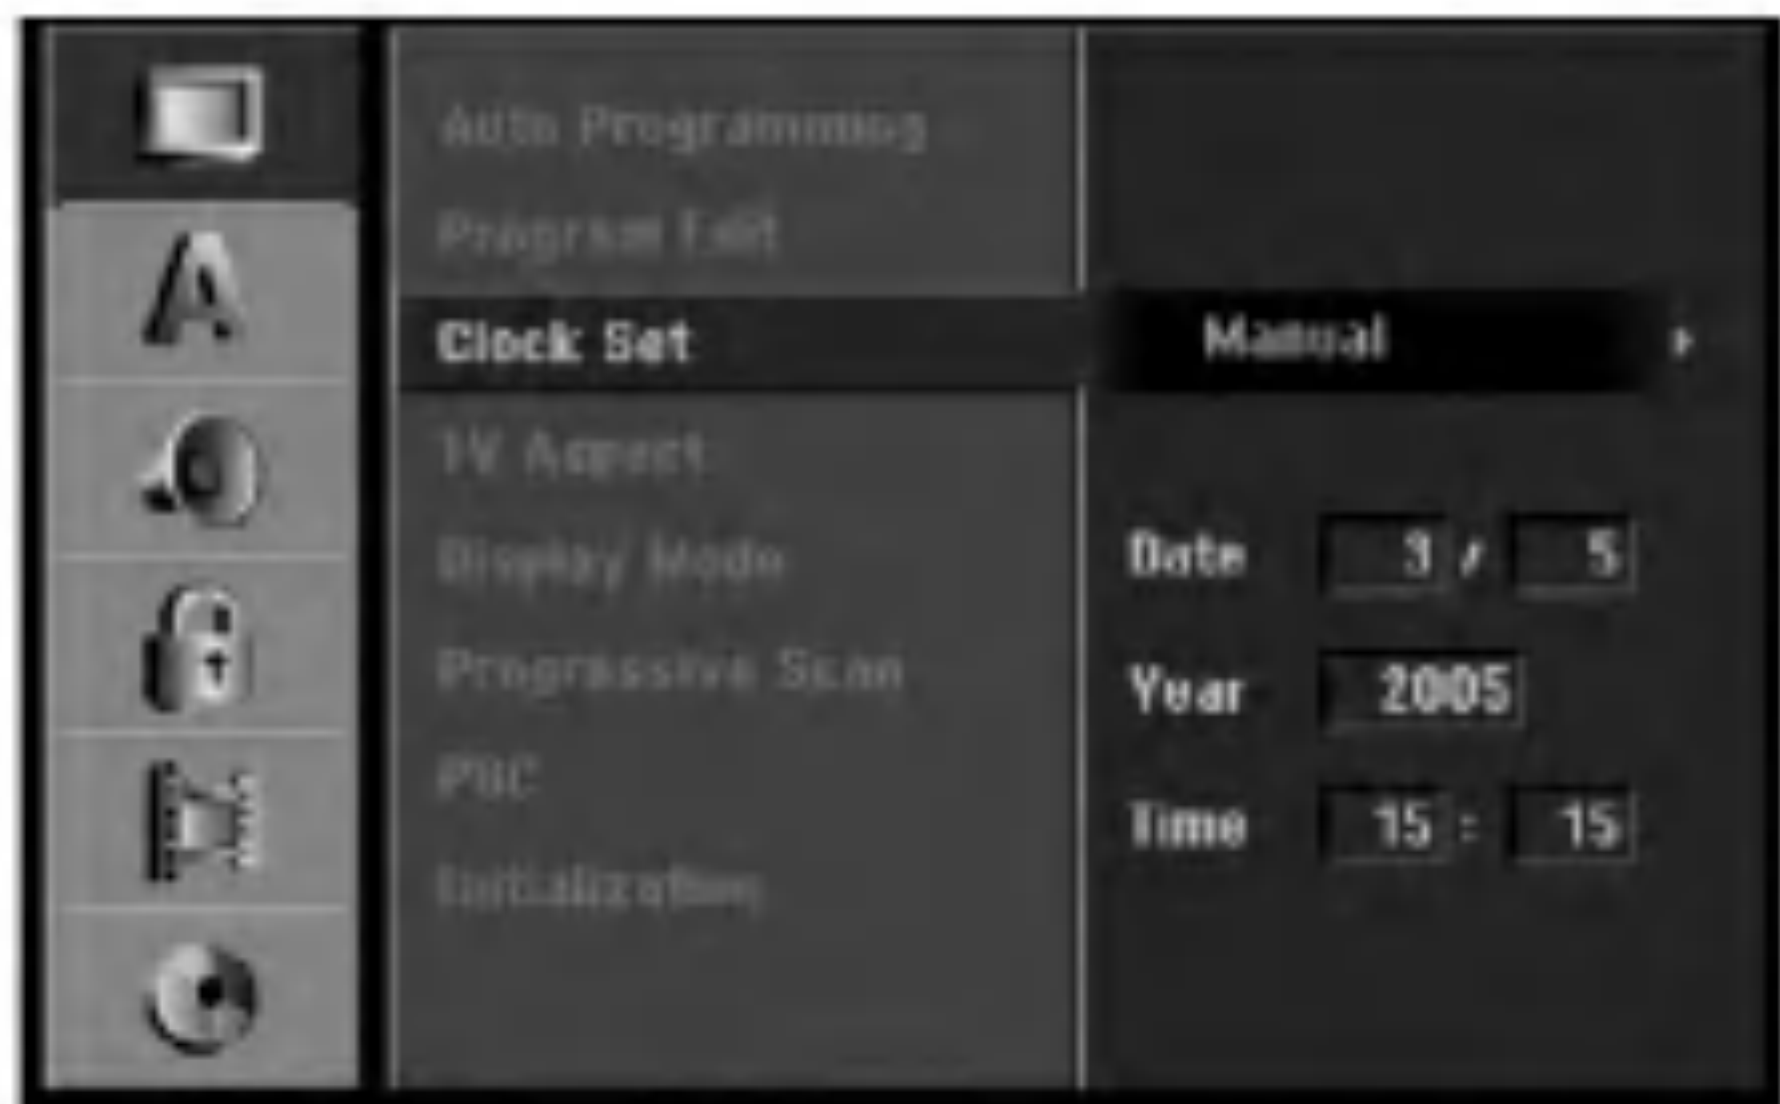 A
Auto Programming
Program Edit
Clock Set
Manual
TV Aspect
Display Mode
Progressive Scan
PBC
Initialization
Date 3 / 5
Year 2005
Time 15 : 15